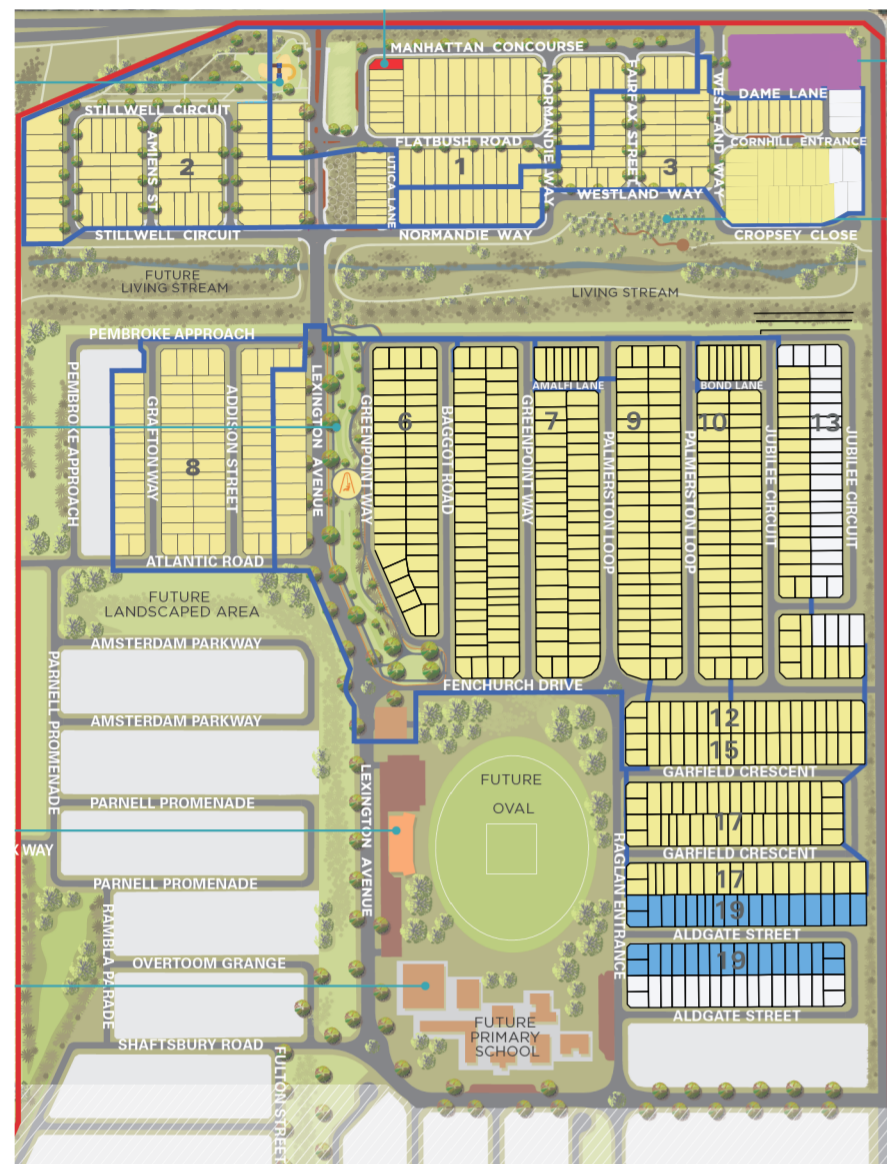 MANHATTAN CONCOURSE
STILLWELL CIRCUIT
AMENS ST
2
FLATBUSH ROAD
UTICA LANE
1
NORMANDIE WAY
FAIRFAX STREET
3
WESTLAND WAY
DAME LANE
CORNHILL ENTRANCE
WESTLAND WAY
STILLWELL CIRCUIT
NORMANDIE WAY
CROPSEY CLOSE
FUTURE
LIVING STREAM
LIVING STREAM
PEMBROKE APPROACH
PEMBROKE APPROACH
GRAFTON WAY
8
ADDISON STREET
LEXINGTON AVENUE
GREENPOINT WAY
6
BAGGOT ROAD
GREENPOINT WAY
AMALFI LANE
7
PALMERSTON LOOP
9
PALMERSTON LOOP
BOND LANE
10
JUBILEE CIRCUIT
13
JUBILEE CIRCUIT
ATLANTIC ROAD
FUTURE
LANDSCAPED AREA
AMSTERDAM PARKWAY
PARNELL PROMENADE
AMSTERDAM PARKWAY
PARNELL PROMENADE
WAY
PARNELL PROMENADE
RAMBLA PARADE
OVERTOOM GRANGE
SHAFTSBURY ROAD
FULTON STREET
FENCHURCH DRIVE
LEXINGTON AVENUE
FUTURE
OVAL
FUTURE
PRIMARY
SCHOOL
RAGLAN ENTRANCE
12
15
GARFIELD CRESCENT
17
GARFIELD CRESCENT
17
19
ALDGATE STREET
19
ALDGATE STREET